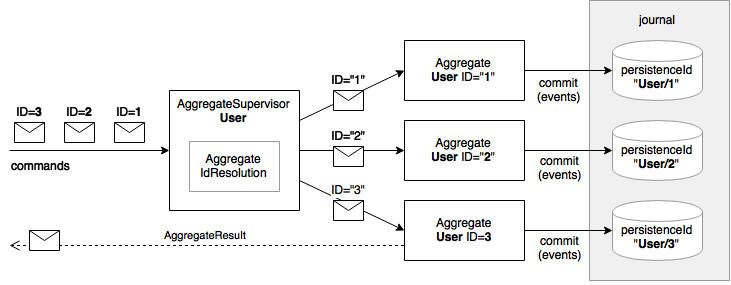 journal
ID=3
ID=2
ID=1
commands
AggregateSupervisor
User
Aggregate
IdResolution
ID="1"
ID="2"
ID="3"
Aggregate
User ID="1"
Aggregate
User ID="2"
Aggregate
User ID=3
commit
(events)
commit
(events)
commit
(events)
persistenceId
"User/1"
persistenceId
"User/2"
persistenceId
"User/3"
AggregateResult